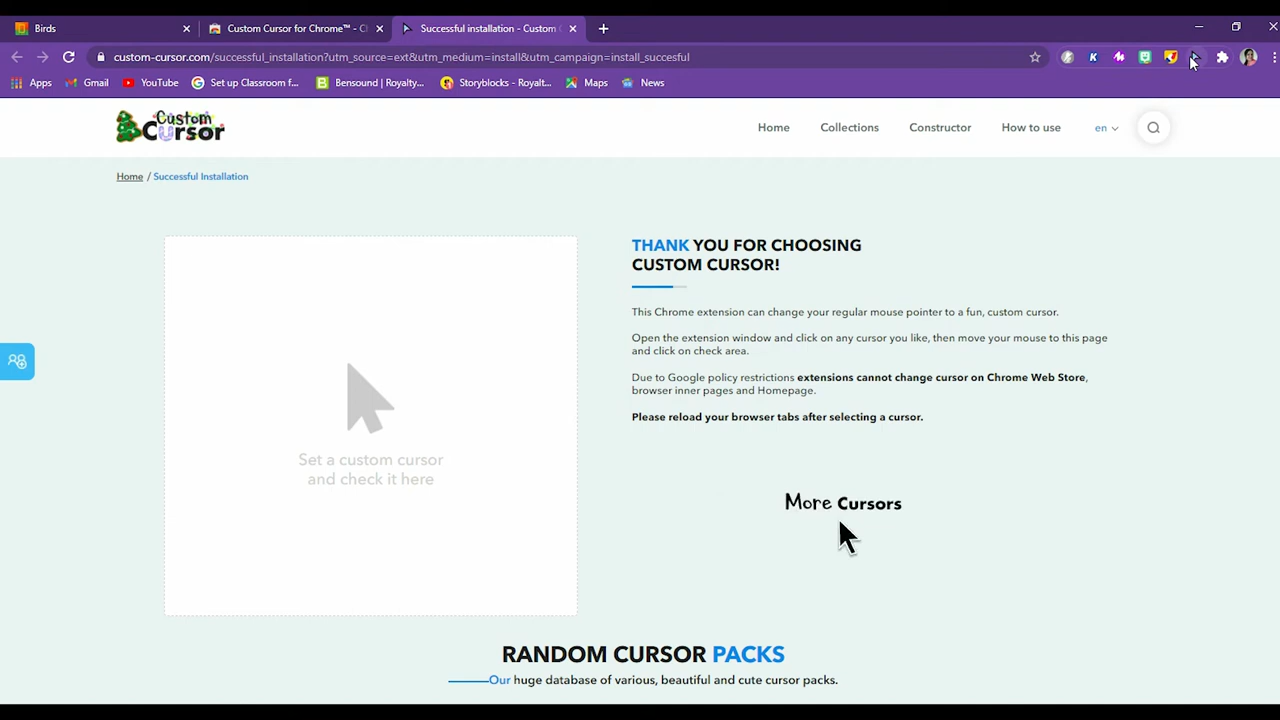 Birds
Custom Cursor for Chrome™ - Cl
Successful installation - Custom C
custom-cursor.com/successful_installation?utm_source=ext&utm_medium=install&utm_campaign=install_succesful
Apps
Gmail
YouTube
Set up Classroom f...
Bensound | Royalty...
Storyblocks - Royalt...
Maps
News
Custom
Cursor
Home
Collections
Constructor
How to use
en
Home / Successful Installation
Set a custom cursor
and check it here
THANK YOU FOR CHOOSING
CUSTOM CURSOR!
This Chrome extension can change your regular mouse pointer to a fun, custom cursor.
Open the extension window and click on any cursor you like, then move your mouse to this page
and click on check area.
Due to Google policy restrictions extensions cannot change cursor on Chrome Web Store,
browser inner pages and Homepage.
Please reload your browser tabs after selecting a cursor.
More Cursors
RANDOM CURSOR PACKS
Our huge database of various, beautiful and cute cursor packs.